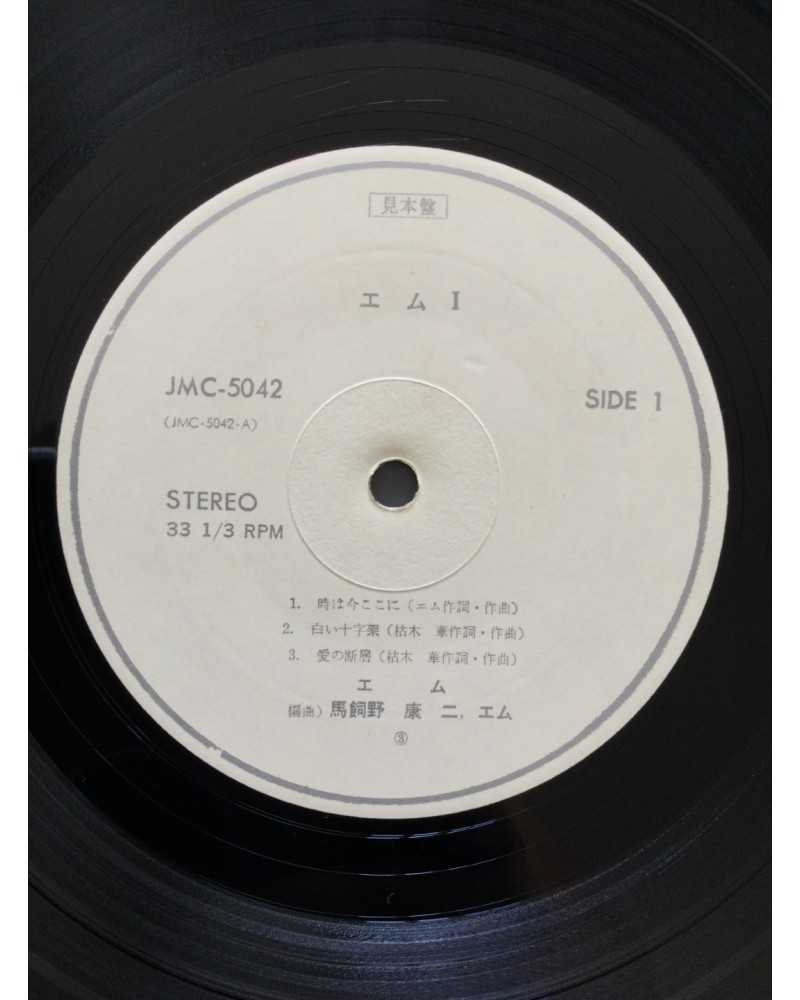 見本盤
エム I
JMC-5042
SIDE 1
(JMC-5042-A)
STEREO
33 1/3 RPM
1. 時は今ここに (エム作詞・作曲)
2. 白い十字架 (枯木 華作詞・作曲)
3. 愛の断層 (枯木 華作詞・作曲)
エ ム
編曲) 馬飼野 康 二, エム
③